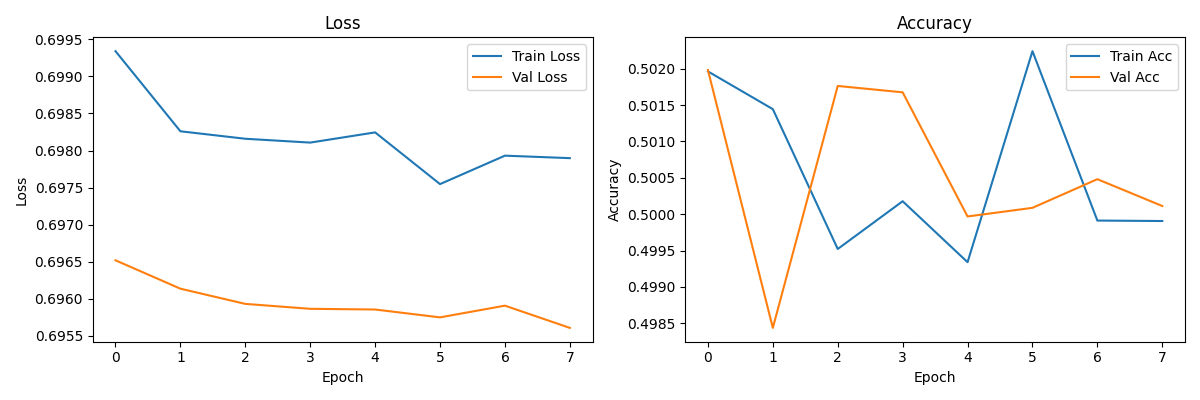 Loss
0.6995
0.6990
0.6985
0.6980
0.6975
0.6970
0.6965
0.6960
0.6955
Loss
Train Loss
Val Loss
0 1 2 3 4 5 6 7
Epoch
Accuracy
0.5020
0.5015
0.5010
0.5005
0.5000
0.4995
0.4990
0.4985
Accuracy
Train Acc
Val Acc
0 1 2 3 4 5 6 7
Epoch